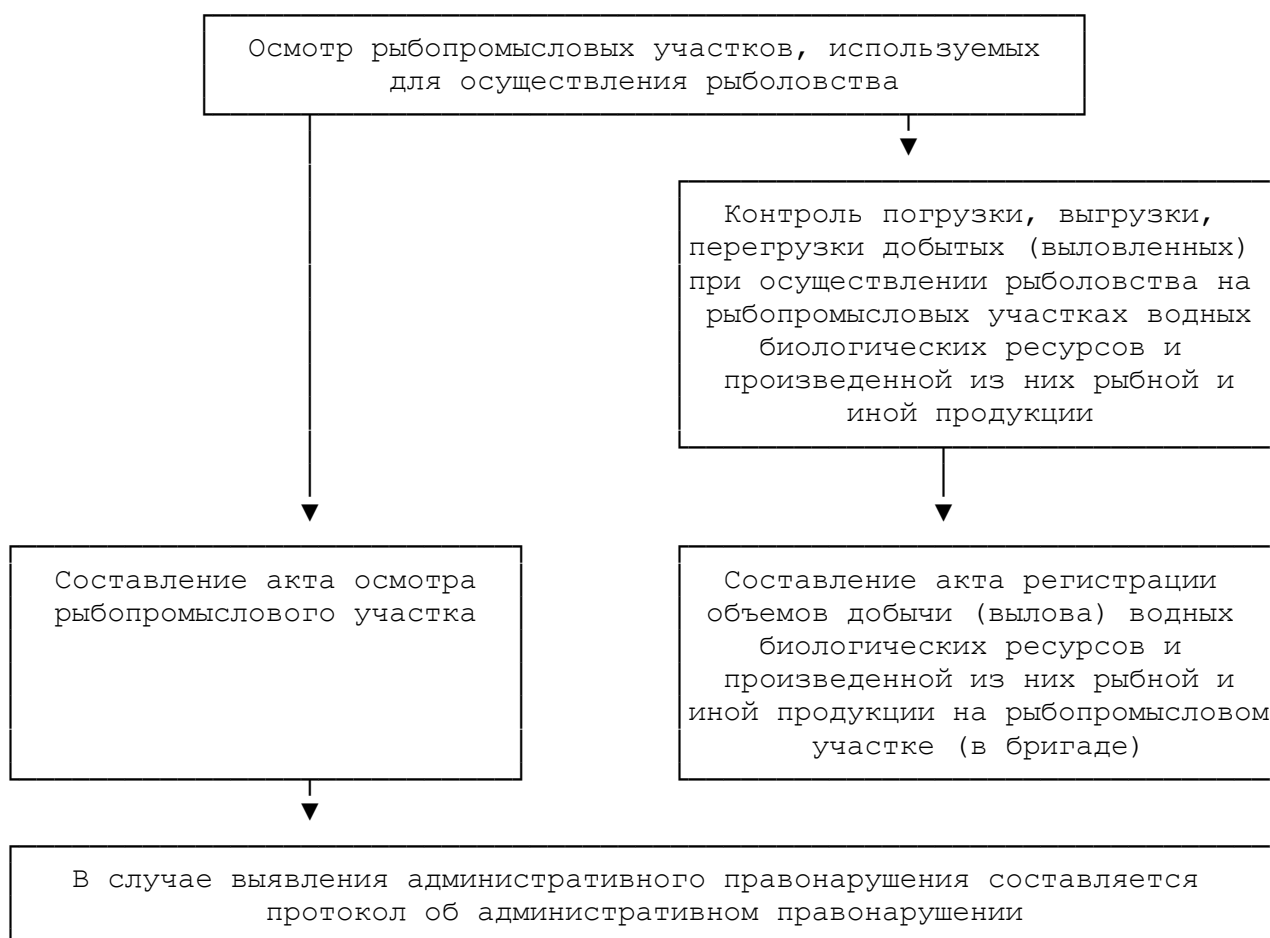 Осмотр рыбопромысловых участков, используемых
для осуществления рыболовства
Контроль погрузки, выгрузки,
перегрузки добытых (выловленных)
при осуществлении рыболовства на
рыбопромысловых участках водных
биологических ресурсов и
произведенной из них рыбной и
иной продукции
Составление акта осмотра
рыбопромыслового участка
Составление акта регистрации
объемов добычи (вылова) водных
биологических ресурсов и
произведенной из них рыбной и
иной продукции на рыбопромысловом
участке (в бригаде)
В случае выявления административного правонарушения составляется
протокол об административном правонарушении